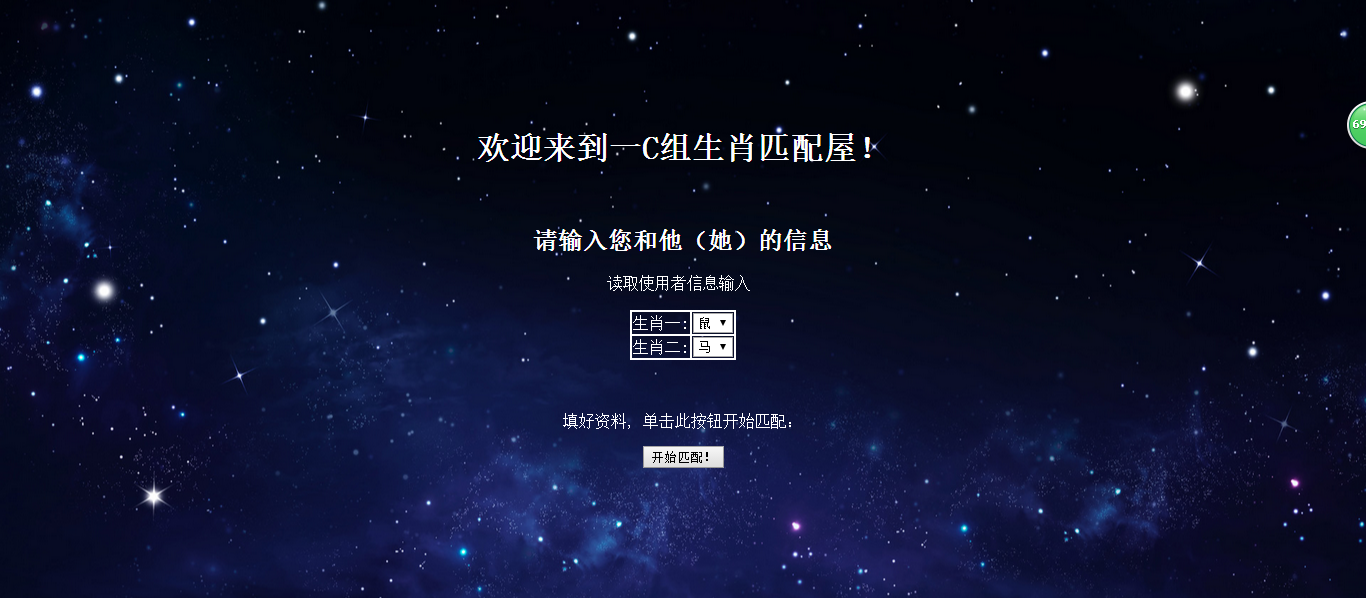 欢迎来到一C组生肖匹配屋！
请输入您和他（她）的信息
读取使用者信息输入
生肖一: 鼠
生肖二: 马
填好资料，单击此按钮开始匹配：
开始匹配！
69